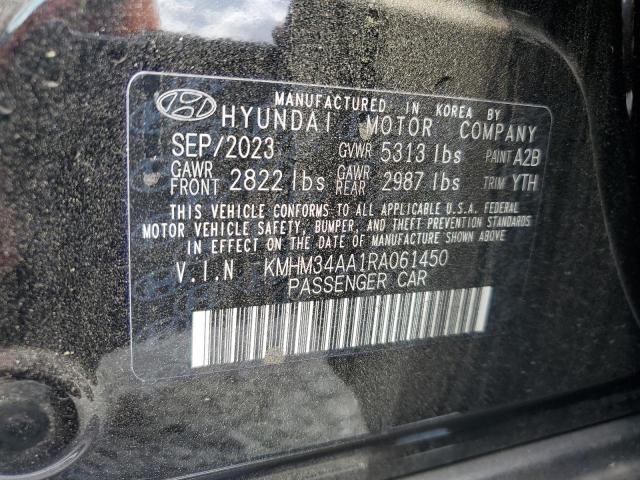 MANUFACTURED IN KOREA BY
HYUNDAI MOTOR COMPANY
SEP/2023 GVWR 5313 lbs PAINT A2B
GAWR FRONT 2822 lbs GAWR REAR 2987 lbs TRIM YTH
THIS VEHICLE CONFORMS TO ALL APPLICABLE U.S.A. FEDERAL
MOTOR VEHICLE SAFETY, BUMPER, AND THEFT PREVENTION STANDARDS
IN EFFECT ON THE DATE OF MANUFACTURE SHOWN ABOVE
V.I.N KMHM34AA1RA061450
PASSENGER CAR